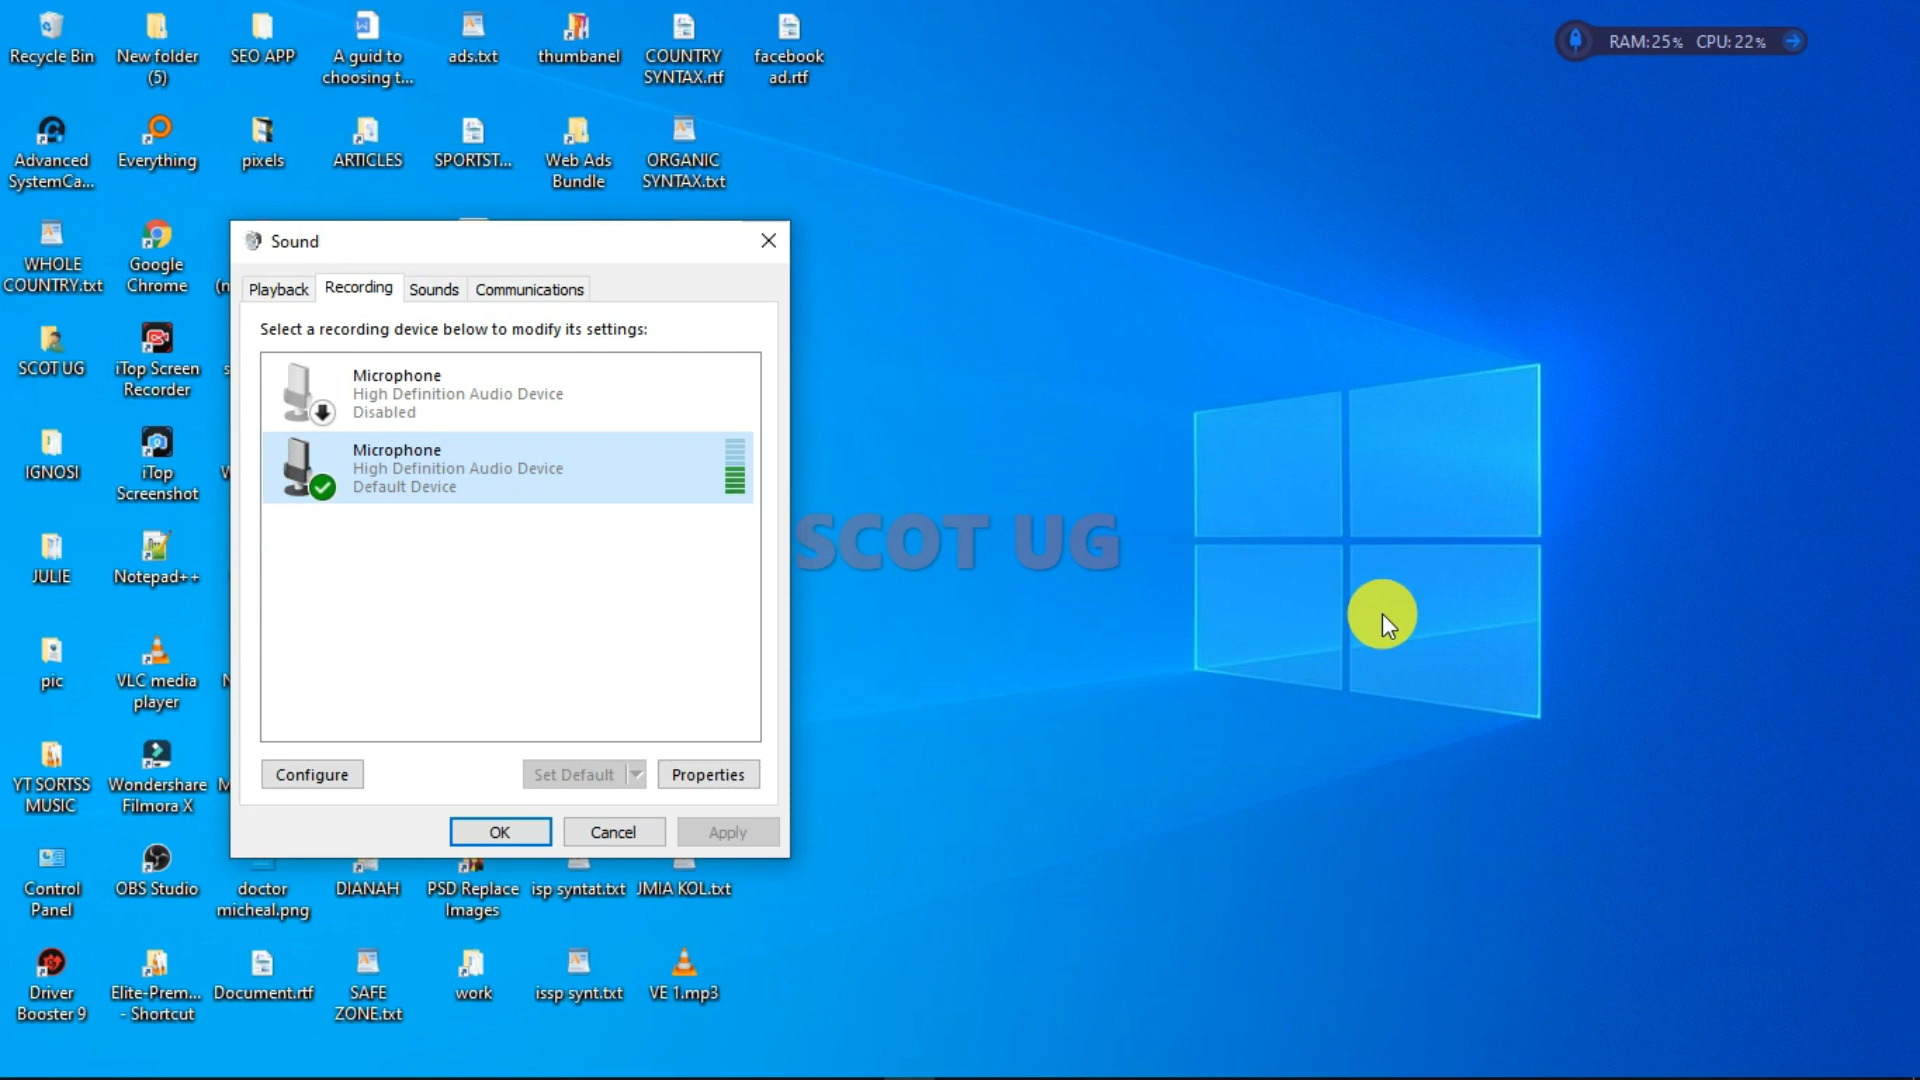 Recycle Bin
New folder
(5)
SEO APP
A guid to
choosing t...
ads.txt
thumbanel
COUNTRY
SYNTAX.rtf
facebook
ad.rtf
RAM:25% CPU:22%
Advanced
SystemCa...
Everything
pixels
ARTICLES
SPORTST...
Web Ads
Bundle
ORGANIC
SYNTAX.txt
WHOLE
COUNTRY.txt
Google
Chrome
SCOT UG
iTop Screen
Recorder
IGNOSI
iTop
Screenshot
JULIE
Notepad++
pic
VLC media
player
YT SORTSS
MUSIC
Wondershare
Filmora X
Sound
Playback
Recording
Sounds
Communications
Select a recording device below to modify its settings:
Microphone
High Definition Audio Device
Disabled
Microphone
High Definition Audio Device
Default Device
Configure
Set Default
Properties
OK
Cancel
Apply
SCOT UG
Control
Panel
OBS Studio
doctor
micheal.png
DIANAH
PSD Replace
Images
isp syntat.txt
JMIA KOL.txt
Driver
Booster 9
Elite-Prem...
- Shortcut
Document.rtf
SAFE
ZONE.txt
work
issp synt.txt
VE 1.mp3